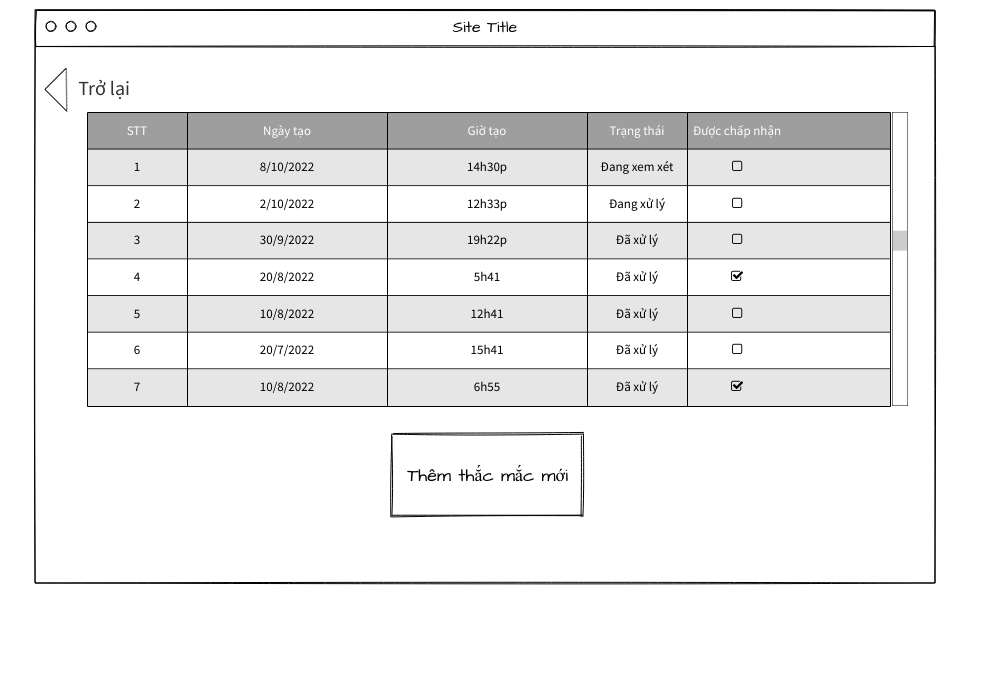 Site Title
Trở lại
STT Ngày tạo Giờ tạo Trạng thái Được chấp nhận
1 8/10/2022 14h30p Đang xem xét
2 2/10/2022 12h33p Đang xử lý
3 30/9/2022 19h22p Đã xử lý
4 20/8/2022 5h41 Đã xử lý
5 10/8/2022 12h41 Đã xử lý
6 20/7/2022 15h41 Đã xử lý
7 10/8/2022 6h55 Đã xử lý
Thêm thắc mắc mới